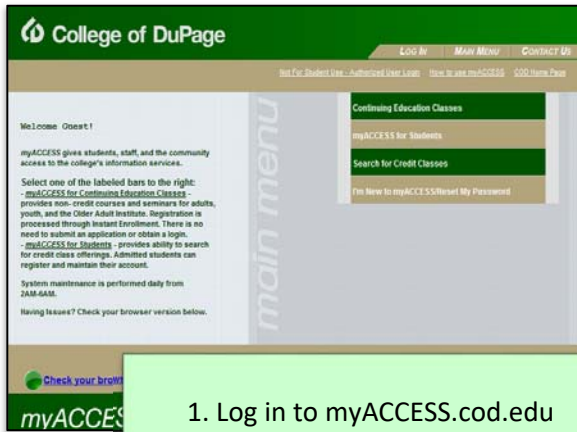 College of DuPage
LOG IN MAIN MENU CONTACT US
Not For Student Use - Authorized User Login How to use myACCESS COD Home Page
Welcome Guest!
myACCESS gives students, staff, and the community
access to the college's information services.
Select one of the labeled bars to the right:
- myACCESS for Continuing Education Classes -
provides non- credit courses and seminars for adults,
youth, and the Older Adult Institute. Registration is
processed through Instant Enrollment. There is no
need to submit an application or obtain a login.
- myACCESS for Students - provides ability to search
for credit class offerings. Admitted students can
register and maintain their account.
System maintenance is performed daily from
2AM-6AM.
Having Issues? Check your browser version below.
main menu
Continuing Education Classes
myACCESS for Students
Search for Credit Classes
I'm New to myACCESS/Reset My Password
Check your brow
myACCES
1. Log in to myACCESS.cod.edu